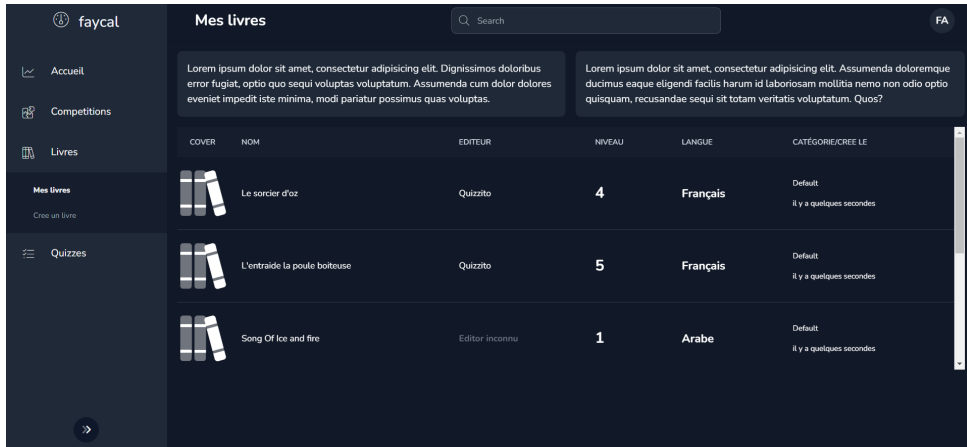 faycal
Mes livres
Search
FA
Accueil
Competitions
Livres
Mes livres
Cree un livre
Quizzes
Lorem ipsum dolor sit amet, consectetur adipisicing elit. Dignissimos doloribus
error fugiat, optio quo sequi voluptas voluptatum. Assumenda cum dolor dolores
eveniet impedit iste minima, modi pariatur possimus quas voluptas.
Lorem ipsum dolor sit amet, consectetur adipisicing elit. Assumenda doloremque
ducimus eaque eligendi facilis harum id laboriosam mollitia nemo non odio optio
quisquam, recusandae sequi sit totam veritatis voluptatum. Quos?
COVER NOM EDITEUR NIVEAU LANGUE CATÉGORIE/CREE LE
Le sorcier d'oz Quizzito 4 Français Default
il y a quelques secondes
L'entraide la poule boiteuse Quizzito 5 Français Default
il y a quelques secondes
Song Of Ice and fire Editor inconnu 1 Arabe Default
il y a quelques secondes